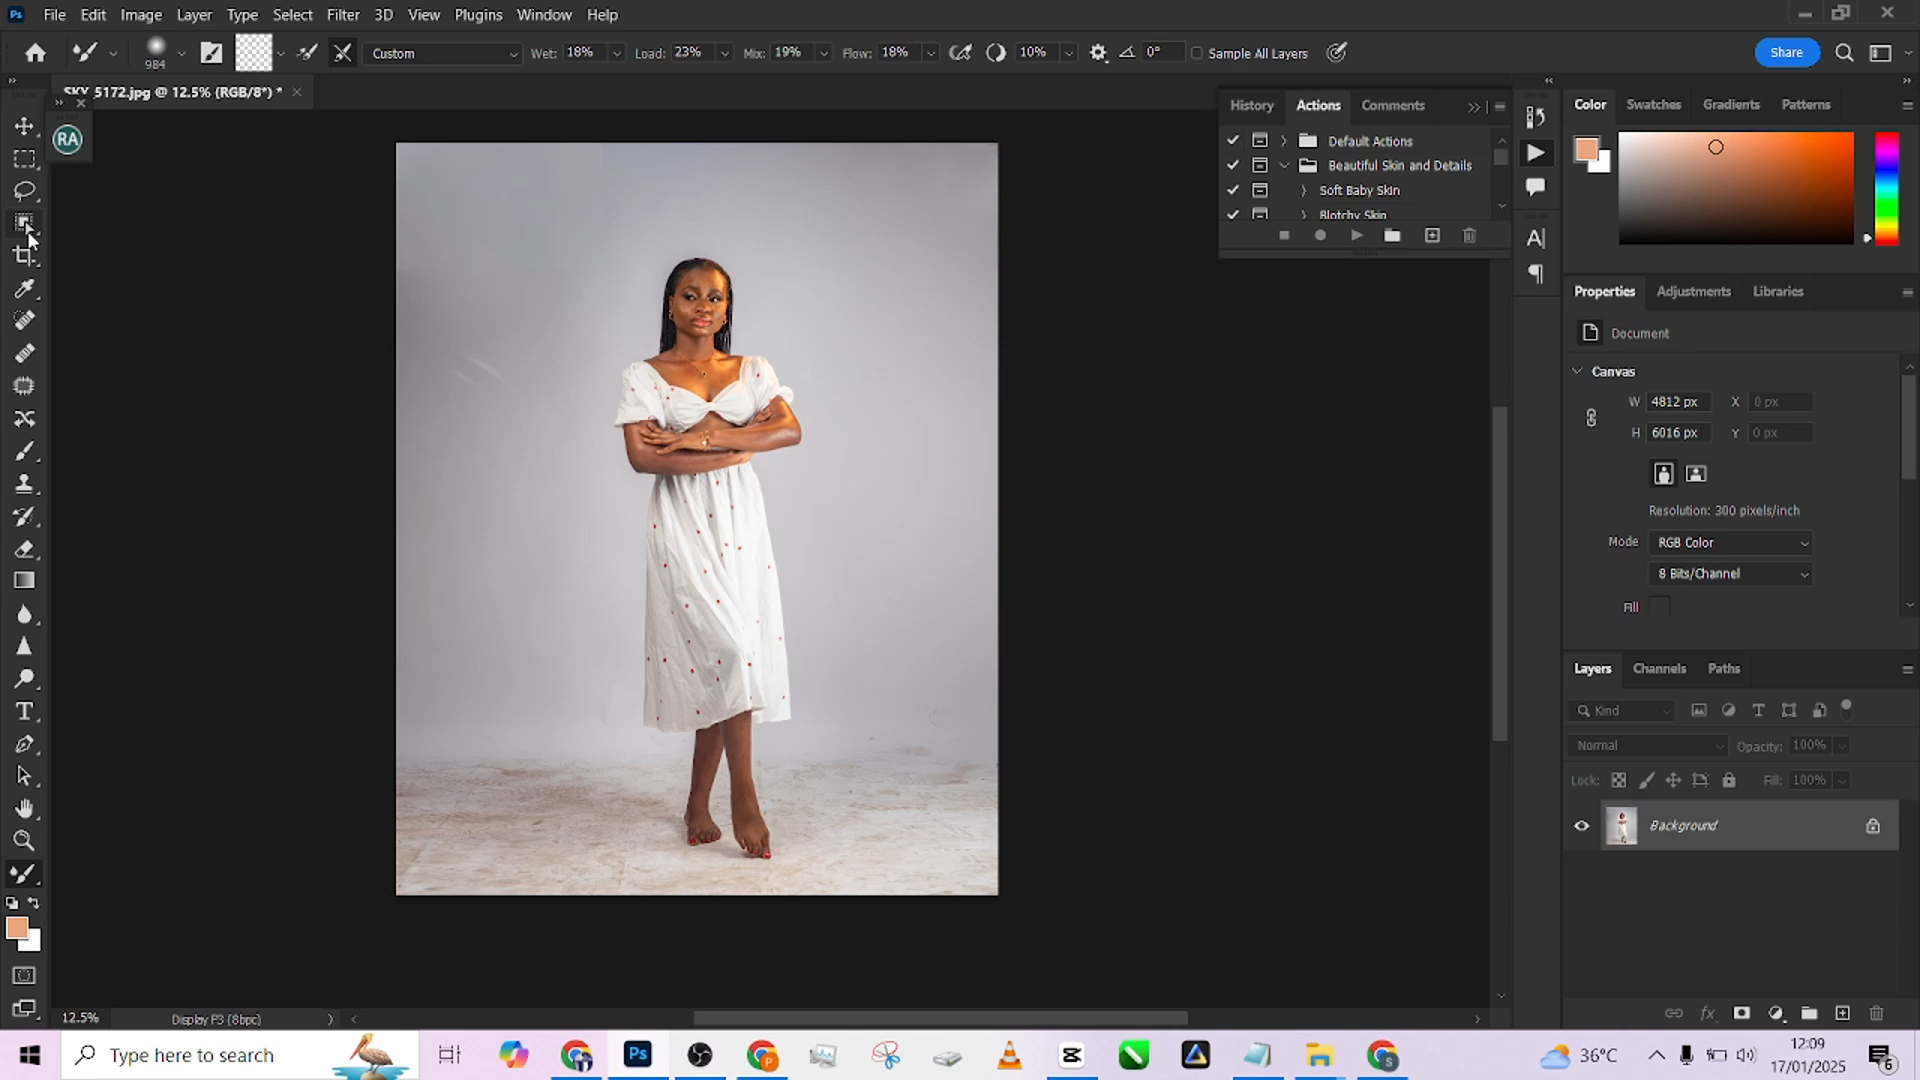 Ps File Edit Image Layer Type Select Filter 3D View Plugins Window Help
984 Custom Wet: 18% Load: 23% Mix: 19% Flow: 18% 10% 0° Sample All Layers Share
SKY_5172.jpg @ 12.5% (RGB/8*) *
RA
History Actions Comments
Default Actions
Beautiful Skin and Details
Soft Baby Skin
Blotchy Skin
Color Swatches Gradients Patterns
Properties Adjustments Libraries
Document
Canvas
W 4812 px X 0 px
H 6016 px Y 0 px
Resolution: 300 pixels/inch
Mode RGB Color
8 Bits/Channel
Fill
Layers Channels Paths
Kind
Normal Opacity: 100%
Lock: Fill: 100%
Background
12.5% Display P3 (8bpc)
Type here to search
Ps
P
S
36°C
12:09
17/01/2025
6